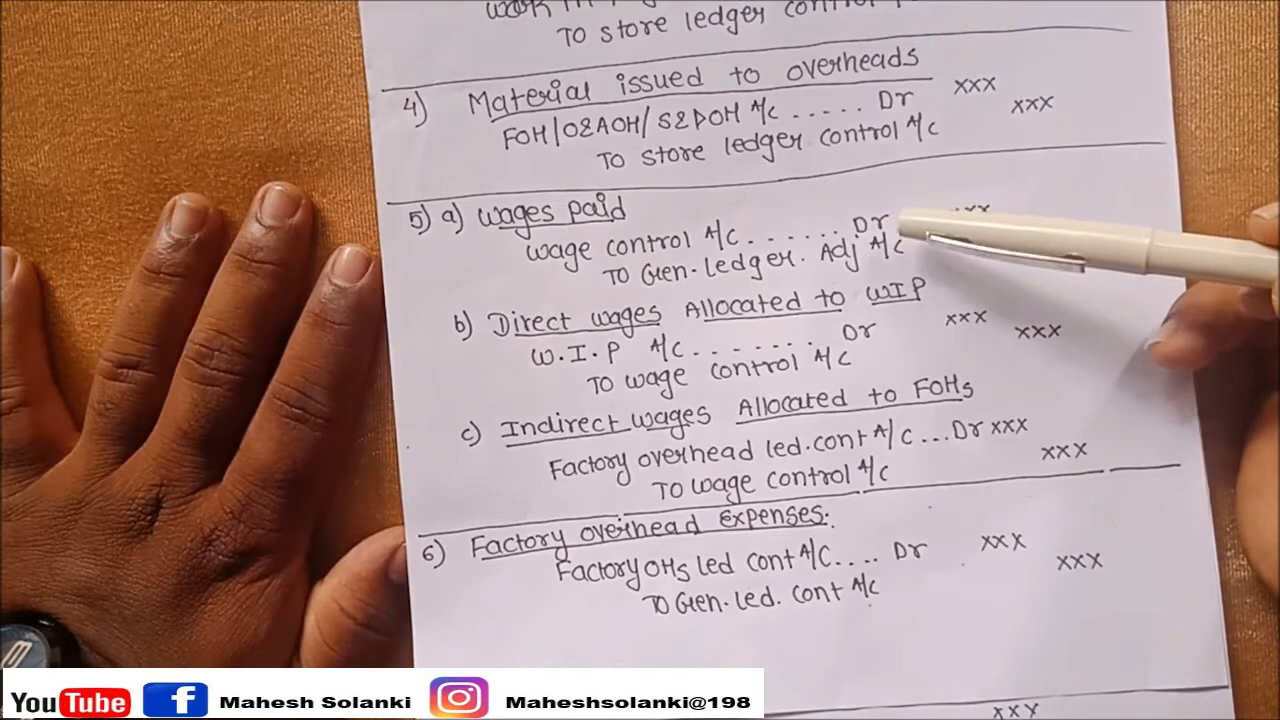 To store ledger
4) Material issued to overheads
FOH/O&AOH/S&DOH A/c ..... Dr xxx
To store ledger control A/c xxx
5) a) Wages paid
Wage control A/c ....... Dr
To Gen. Ledger. Adj A/c
b) Direct wages Allocated to WIP
W.I.P A/c ....... Dr xxx
To wage control A/c xxx
c) Indirect wages Allocated to FOHs
Factory overhead led. cont A/c ... Dr xxx
To wage control A/c xxx
6) Factory overhead Expenses:
Factory OHs Led cont A/c .... Dr xxx
To Gen. Led. cont A/c xxx
xxx
YouTube f Mahesh Solanki Maheshsolanki@198